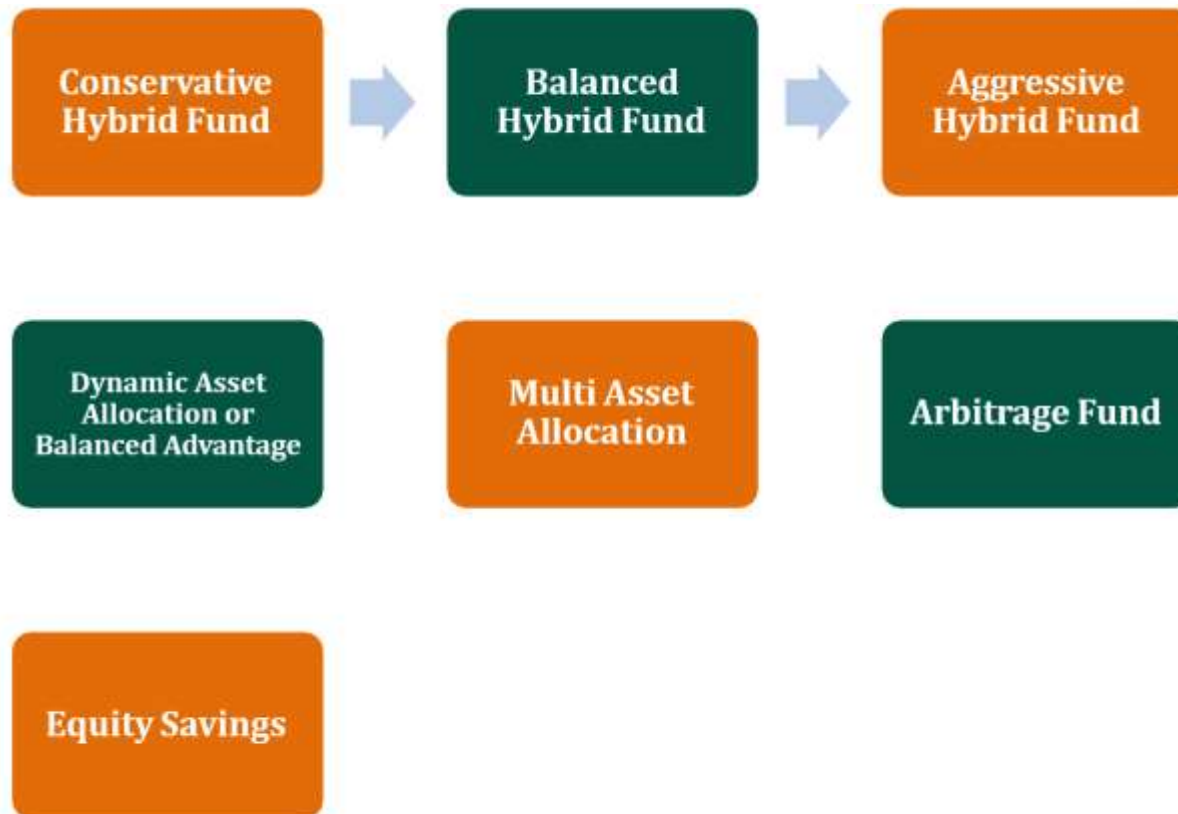 Conservative
Hybrid Fund
Balanced
Hybrid Fund
Aggressive
Hybrid Fund
Dynamic Asset
Allocation or
Balanced Advantage
Multi Asset
Allocation
Arbitrage Fund
Equity Savings